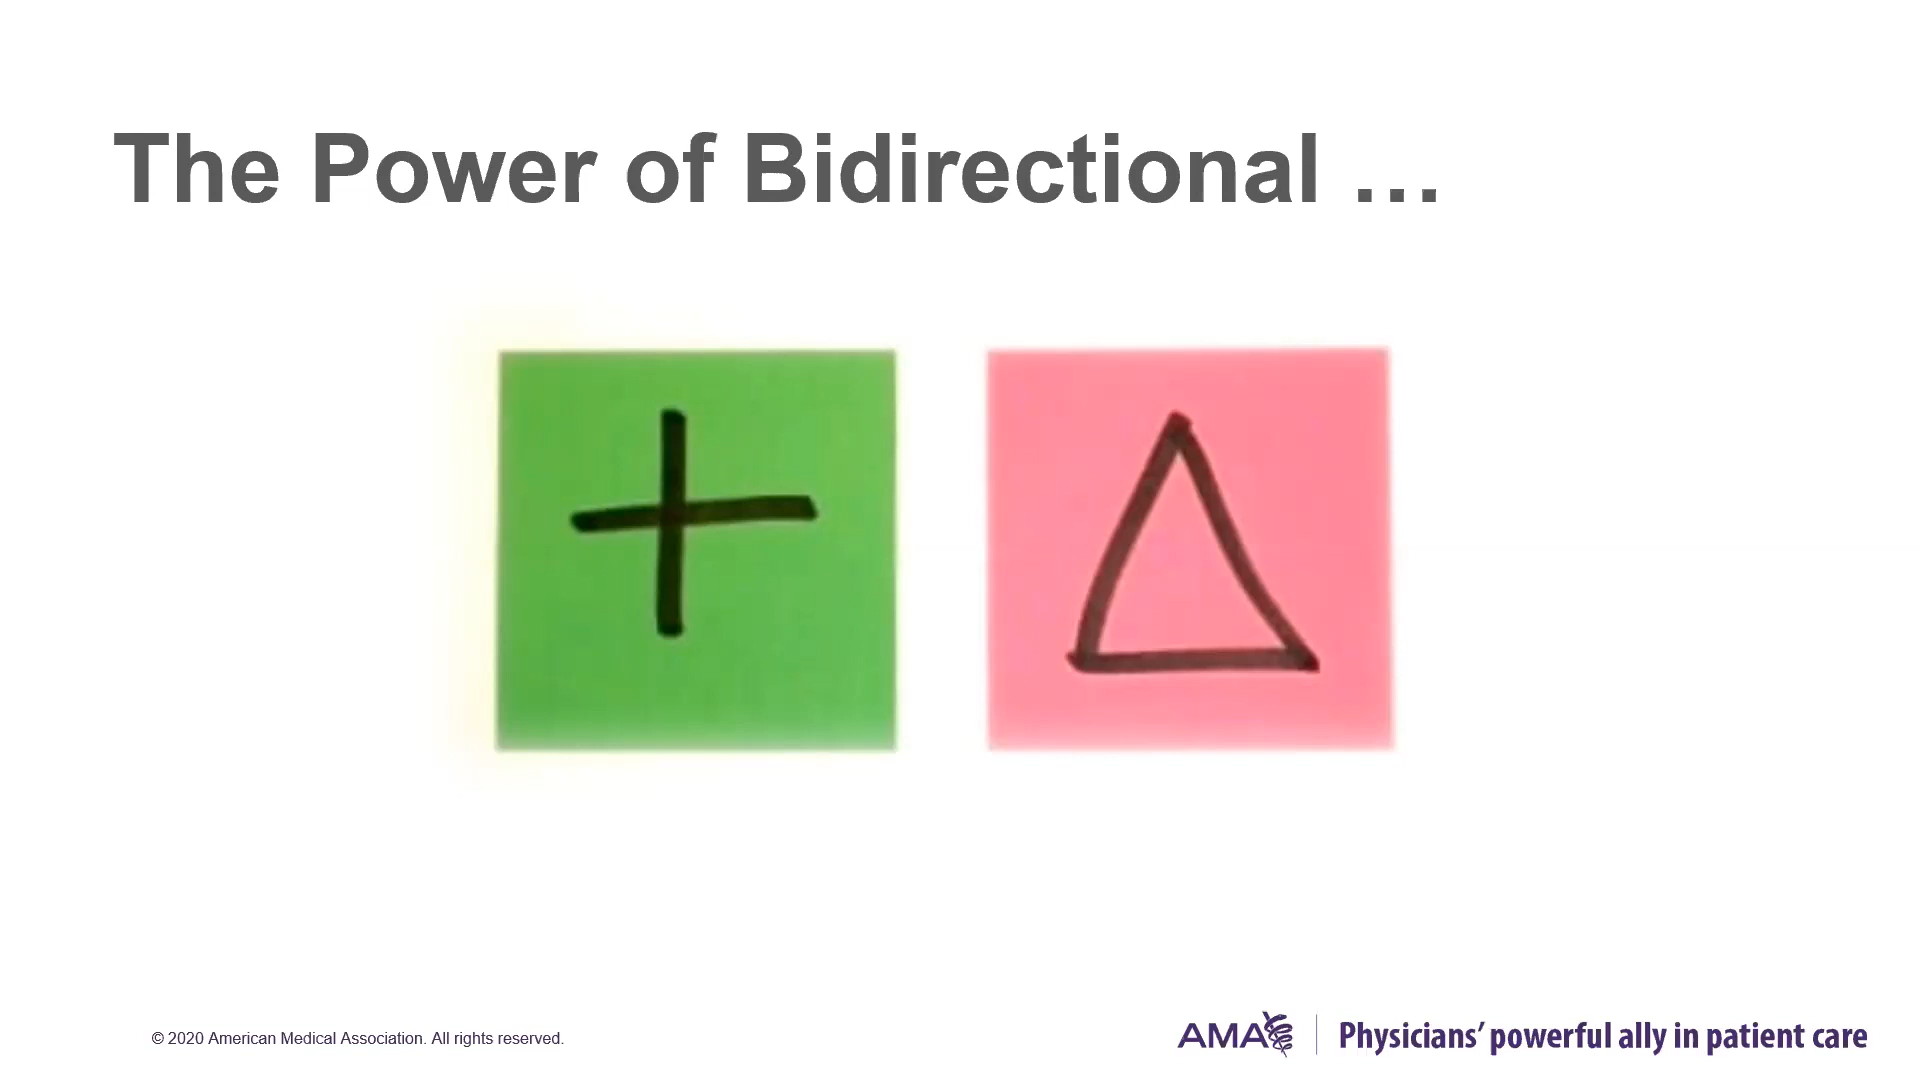 The Power of Bidirectional …
+ Δ
© 2020 American Medical Association. All rights reserved.
AMA Physicians’ powerful ally in patient care